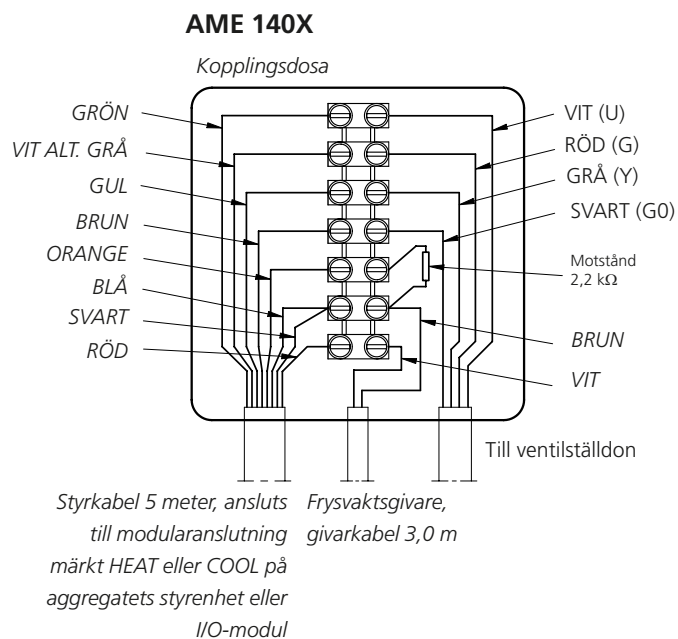 AME 140X
Kopplingsdosa
GRÖN
VIT ALT. GRÅ
GUL
BRUN
ORANGE
BLÅ
SVART
RÖD
VIT (U)
RÖD (G)
GRÅ (Y)
SVART (G0)
Motstånd
2,2 kΩ
BRUN
VIT
Till ventilställdon
Styrkabel 5 meter, ansluts
till modularanslutning
märkt HEAT eller COOL på
aggregatets styrenhet eller
I/O-modul
Frysvaktsgivare,
givarkabel 3,0 m